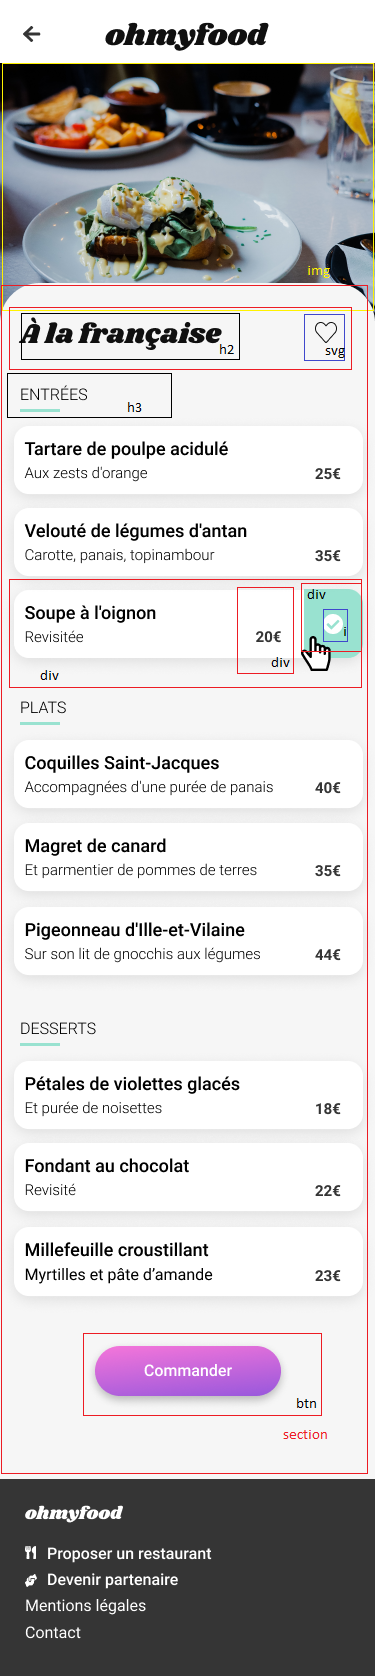 ohmyfood
img
À la française
h2
svg
ENTRÉES
h3
Tartare de poulpe acidulé
Aux zests d'orange 25€
Velouté de légumes d'antan
Carotte, panais, topinambour 35€
div
Soupe à l'oignon
i
Revisitée 20€
div
div
PLATS
Coquilles Saint-Jacques
Accompagnées d'une purée de panais 40€
Magret de canard
Et parmentier de pommes de terres 35€
Pigeonneau d'Ille-et-Vilaine
Sur son lit de gnocchis aux légumes 44€
DESSERTS
Pétales de violettes glacés
Et purée de noisettes 18€
Fondant au chocolat
Revisité 22€
Millefeuille croustillant
Myrtilles et pâte d’amande 23€
Commander
btn
section
ohmyfood
Proposer un restaurant
Devenir partenaire
Mentions légales
Contact